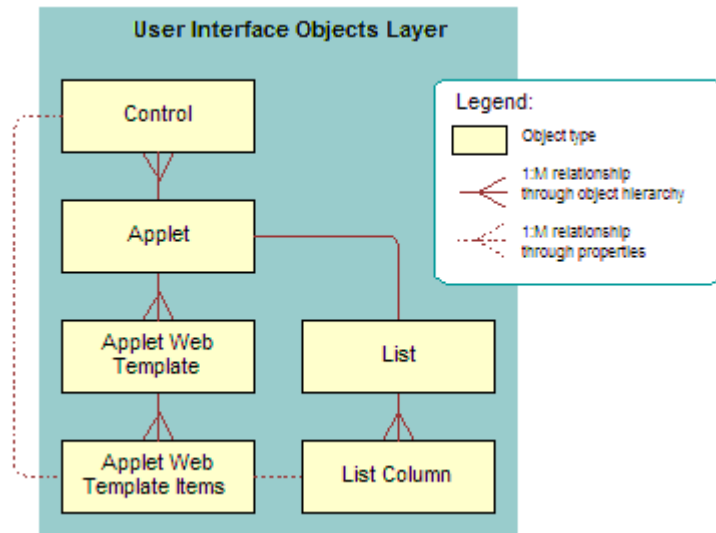 User Interface Objects Layer
Control
Applet
Applet Web
Template
Applet Web
Template Items
List
List Column
Legend:
Object type
1:M relationship
through object hierarchy
1:M relationship
through properties